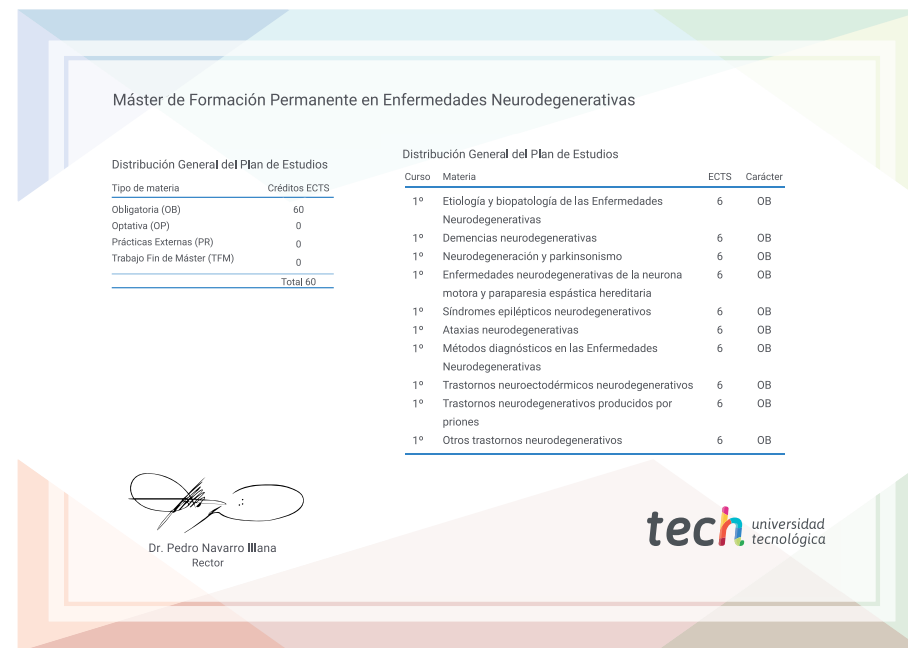 Máster de Formación Permanente en Enfermedades Neurodegenerativas
Distribución General del Plan de Estudios
Tipo de materia Créditos ECTS
Obligatoria (OB) 60
Optativa (OP) 0
Prácticas Externas (PR) 0
Trabajo Fin de Máster (TFM) 0
Total 60
Distribución General del Plan de Estudios
Curso Materia ECTS Carácter
1º Etiología y biopatología de las Enfermedades 6 OB
Neurodegenerativas
1º Demencias neurodegenerativas 6 OB
1º Neurodegeneración y parkinsonismo 6 OB
1º Enfermedades neurodegenerativas de la neurona 6 OB
motora y paraparesia espástica hereditaria
1º Síndromes epilépticos neurodegenerativos 6 OB
1º Ataxias neurodegenerativas 6 OB
1º Métodos diagnósticos en las Enfermedades 6 OB
Neurodegenerativas
1º Trastornos neuroectodérmicos neurodegenerativos 6 OB
1º Trastornos neurodegenerativos producidos por 6 OB
priones
1º Otros trastornos neurodegenerativos 6 OB
Dr. Pedro Navarro Illana
Rector
tech universidad
tecnológica